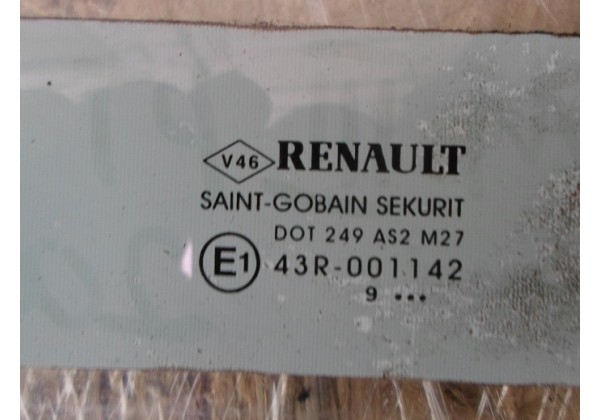 V46 RENAULT
SAINT-GOBAIN SEKURIT
DOT 249 AS2 M27
E1 43R-001142
9 •••